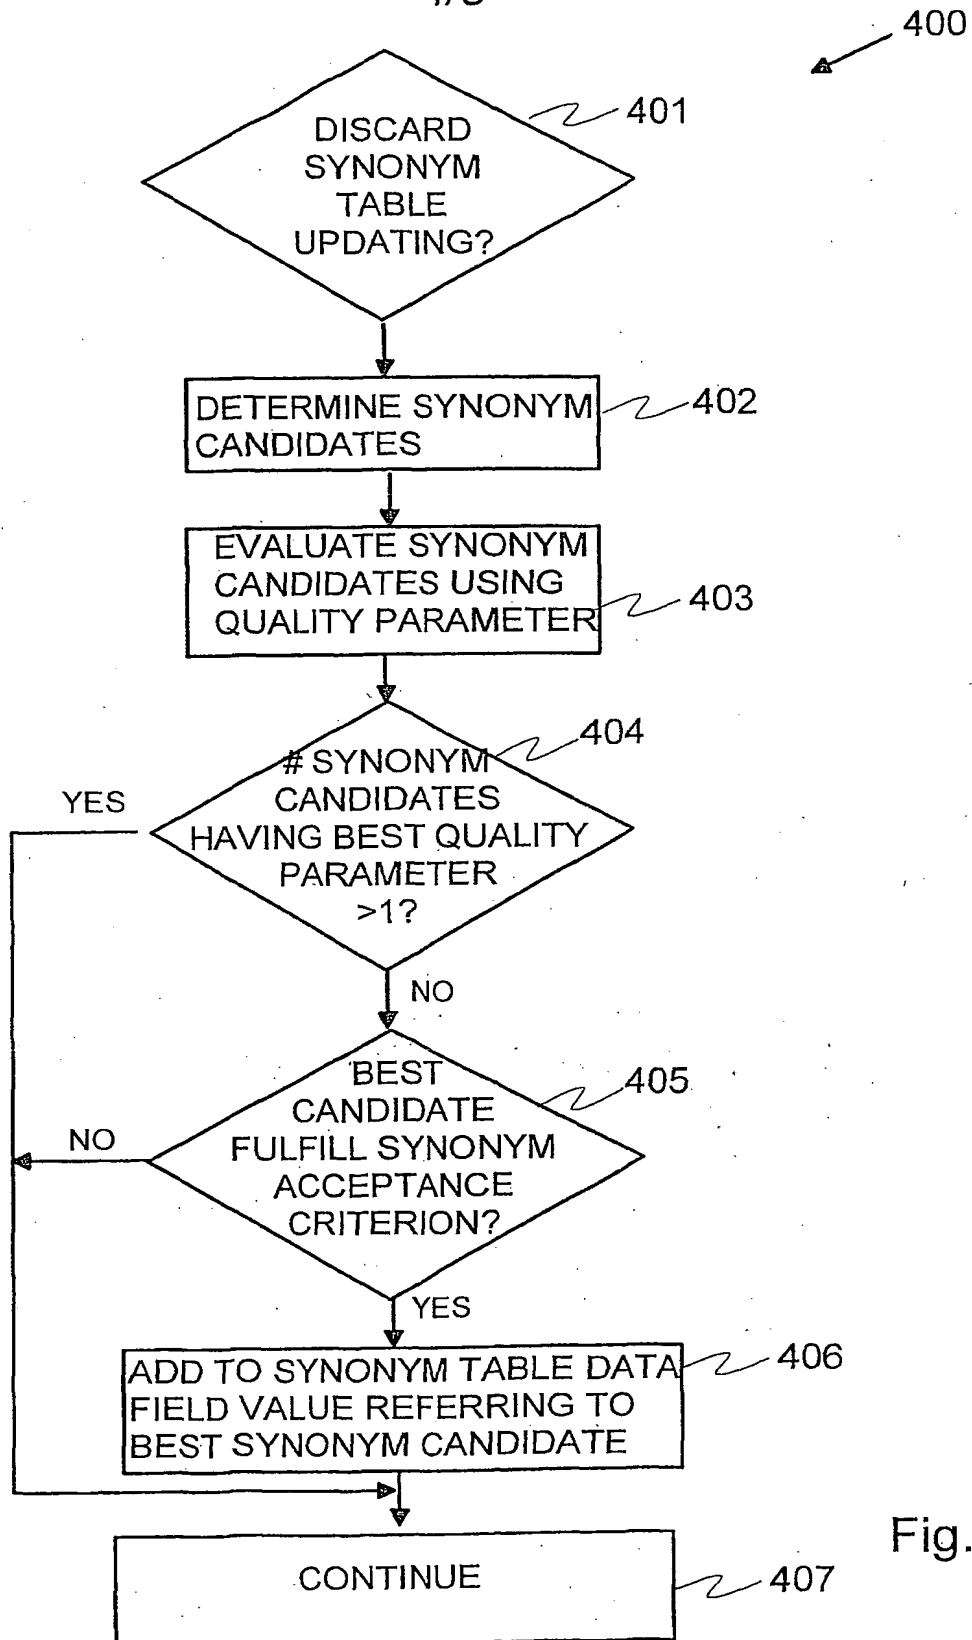 400
401
DISCARD
SYNONYM
TABLE
UPDATING?
DETERMINE SYNONYM
CANDIDATES
402
EVALUATE SYNONYM
CANDIDATES USING
QUALITY PARAMETER
403
404
# SYNONYM
CANDIDATES
HAVING BEST QUALITY
PARAMETER
>1?
YES
NO
BEST
CANDIDATE
FULFILL SYNONYM
ACCEPTANCE
CRITERION?
405
NO
YES
ADD TO SYNONYM TABLE DATA
FIELD VALUE REFERRING TO
BEST SYNONYM CANDIDATE
406
Fig.
CONTINUE
407